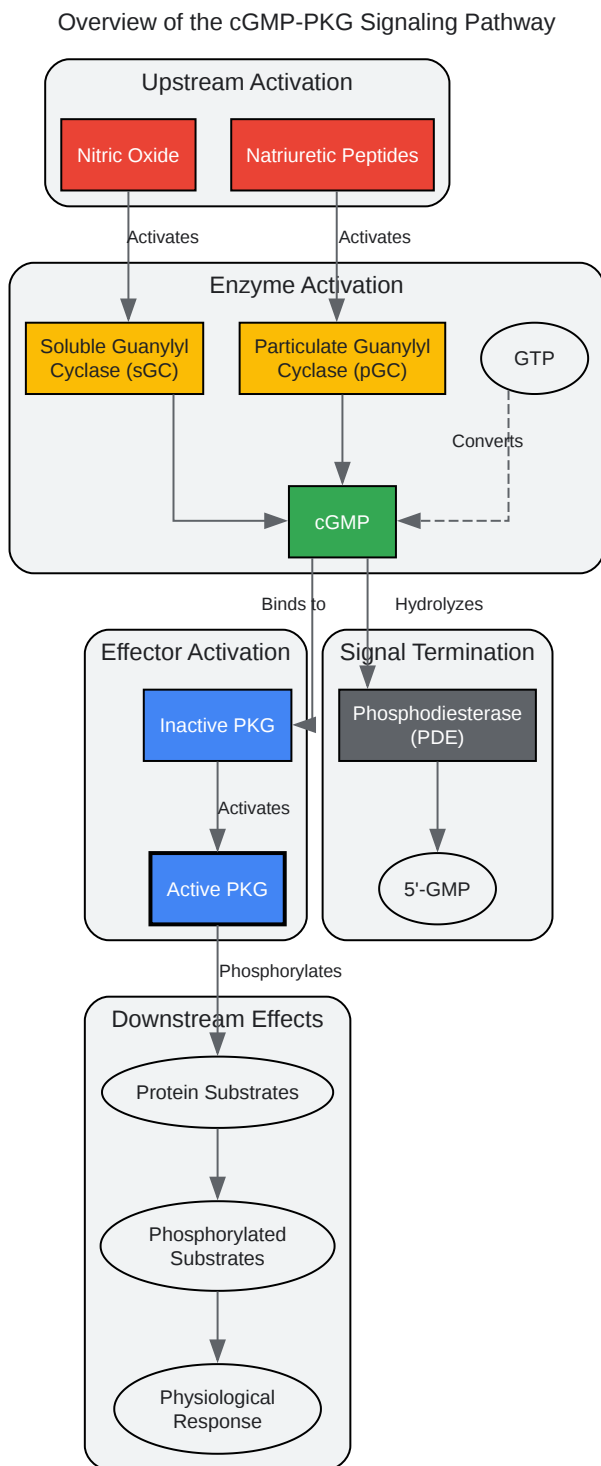 Overview of the cGMP-PKG Signaling Pathway
Upstream Activation
Nitric Oxide
Natriuretic Peptides
Activates
Activates
Enzyme Activation
Soluble Guanylyl
Cyclase (sGC)
Particulate Guanylyl
Cyclase (pGC)
GTP
Converts
cGMP
Binds to
Hydrolyzes
Effector Activation
Signal Termination
Inactive PKG
Phosphodiesterase
(PDE)
Activates
Active PKG
5'-GMP
Phosphorylates
Downstream Effects
Protein Substrates
Phosphorylated
Substrates
Physiological
Response